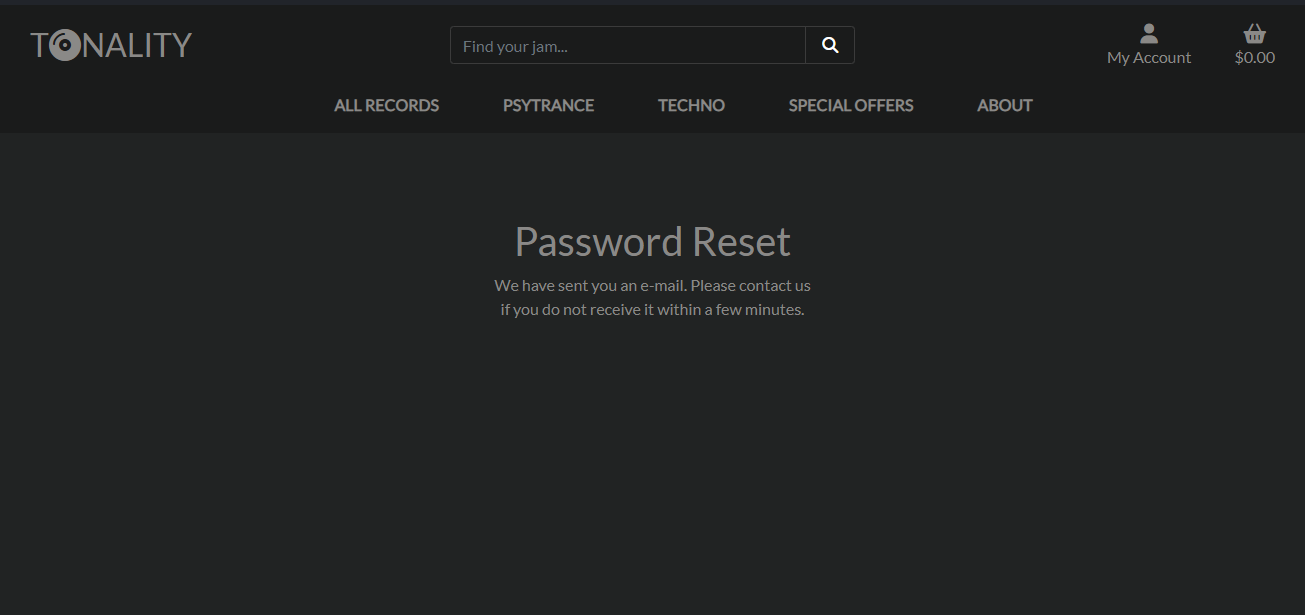 TONALITY
Find your jam...
My Account
$0.00
ALL RECORDS PSYTRANCE TECHNO SPECIAL OFFERS ABOUT
Password Reset
We have sent you an e-mail. Please contact us
if you do not receive it within a few minutes.